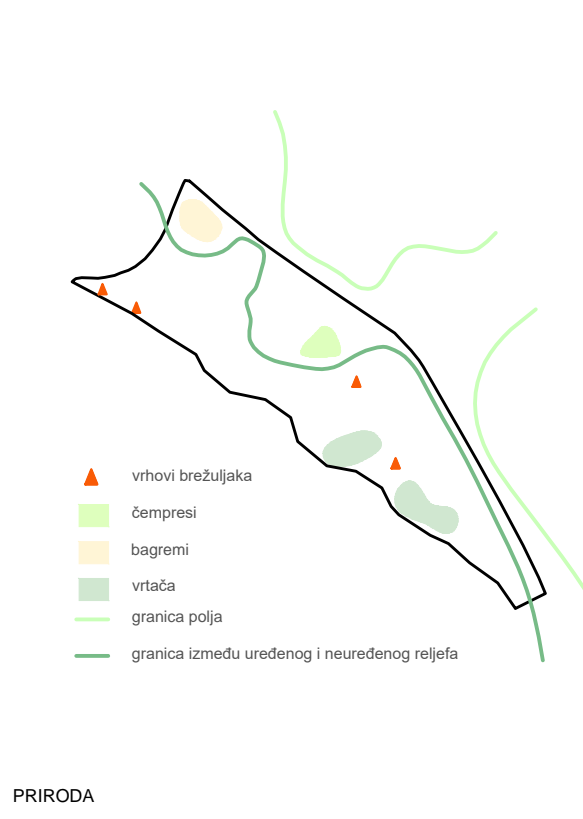 vrhovi brežuljaka
čempresi
bagremi
vrtača
granica polja
granica između uređenog i neuređenog reljefa
PRIRODA